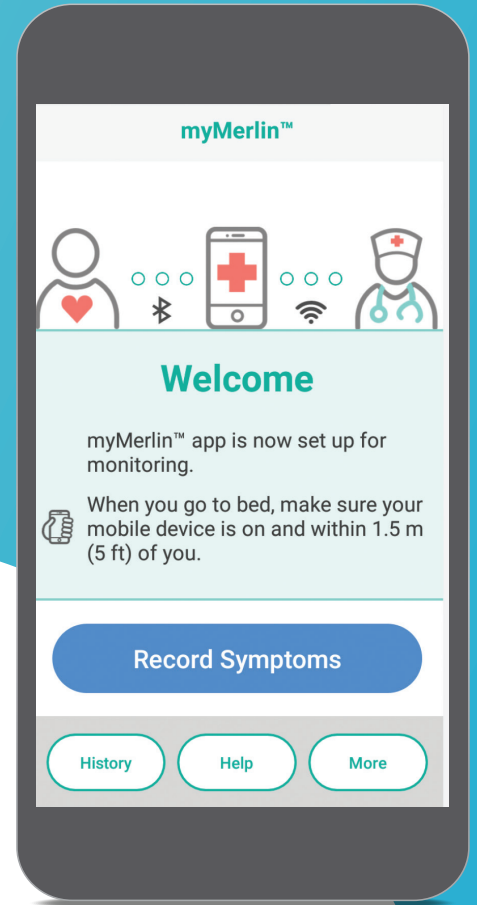 myMerlin™
Welcome
myMerlin™ app is now set up for
monitoring.
When you go to bed, make sure your
mobile device is on and within 1.5 m
(5 ft) of you.
Record Symptoms
History
Help
More